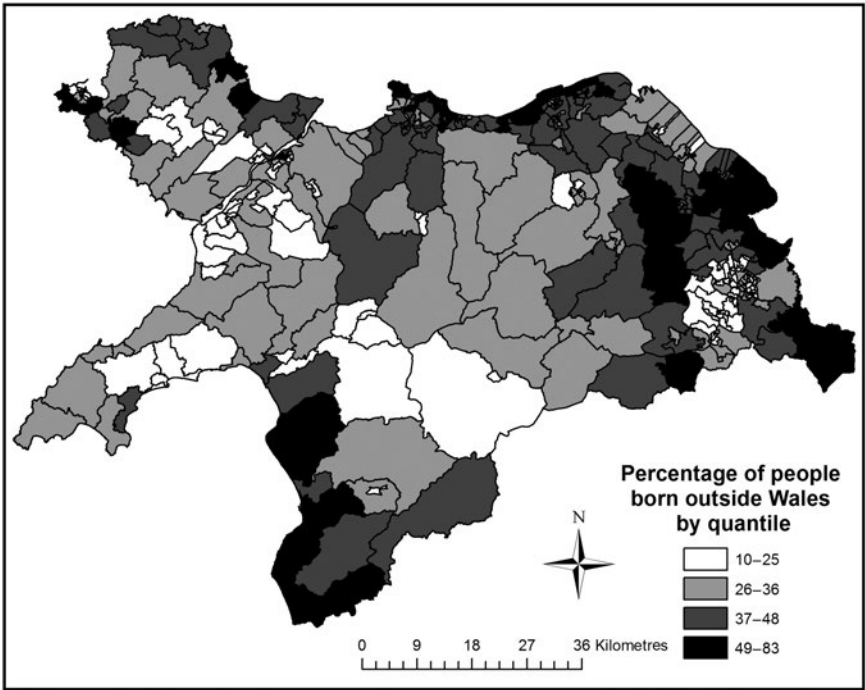 Percentage of people
born outside Wales
by quantile
N
10–25
26–36
37–48
49–83
0 9 18 27 36 Kilometres